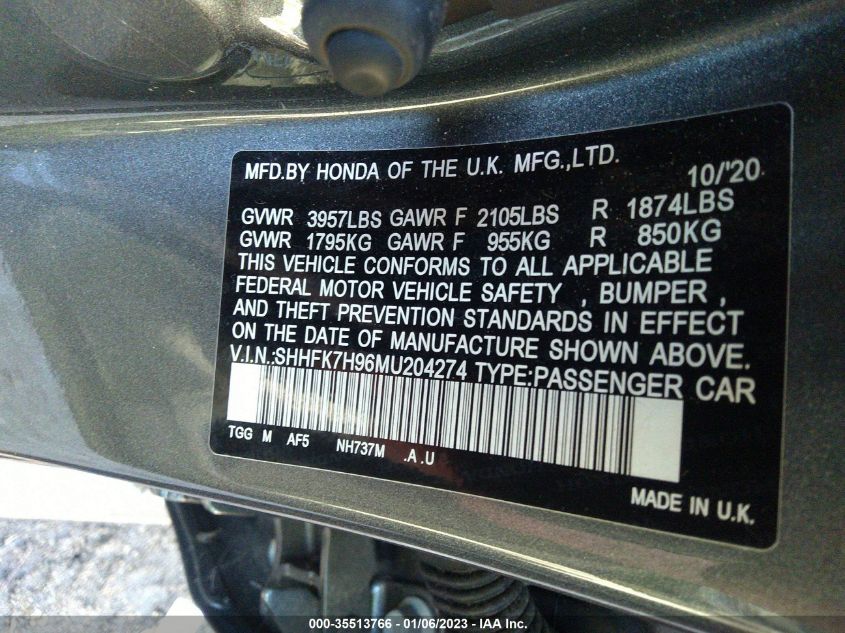 MFD.BY HONDA OF THE U.K. MFG.,LTD.
10/'20
GVWR 3957LBS GAWR F 2105LBS R 1874LBS
GVWR 1795KG GAWR F 955KG R 850KG
THIS VEHICLE CONFORMS TO ALL APPLICABLE
FEDERAL MOTOR VEHICLE SAFETY , BUMPER ,
AND THEFT PREVENTION STANDARDS IN EFFECT
ON THE DATE OF MANUFACTURE SHOWN ABOVE.
V.I.N.:SHHFK7H96MU204274 TYPE:PASSENGER CAR
TGG M AF5 NH737M .A .U
MADE IN U.K.
000-35513766 - 01/06/2023 - IAA Inc.